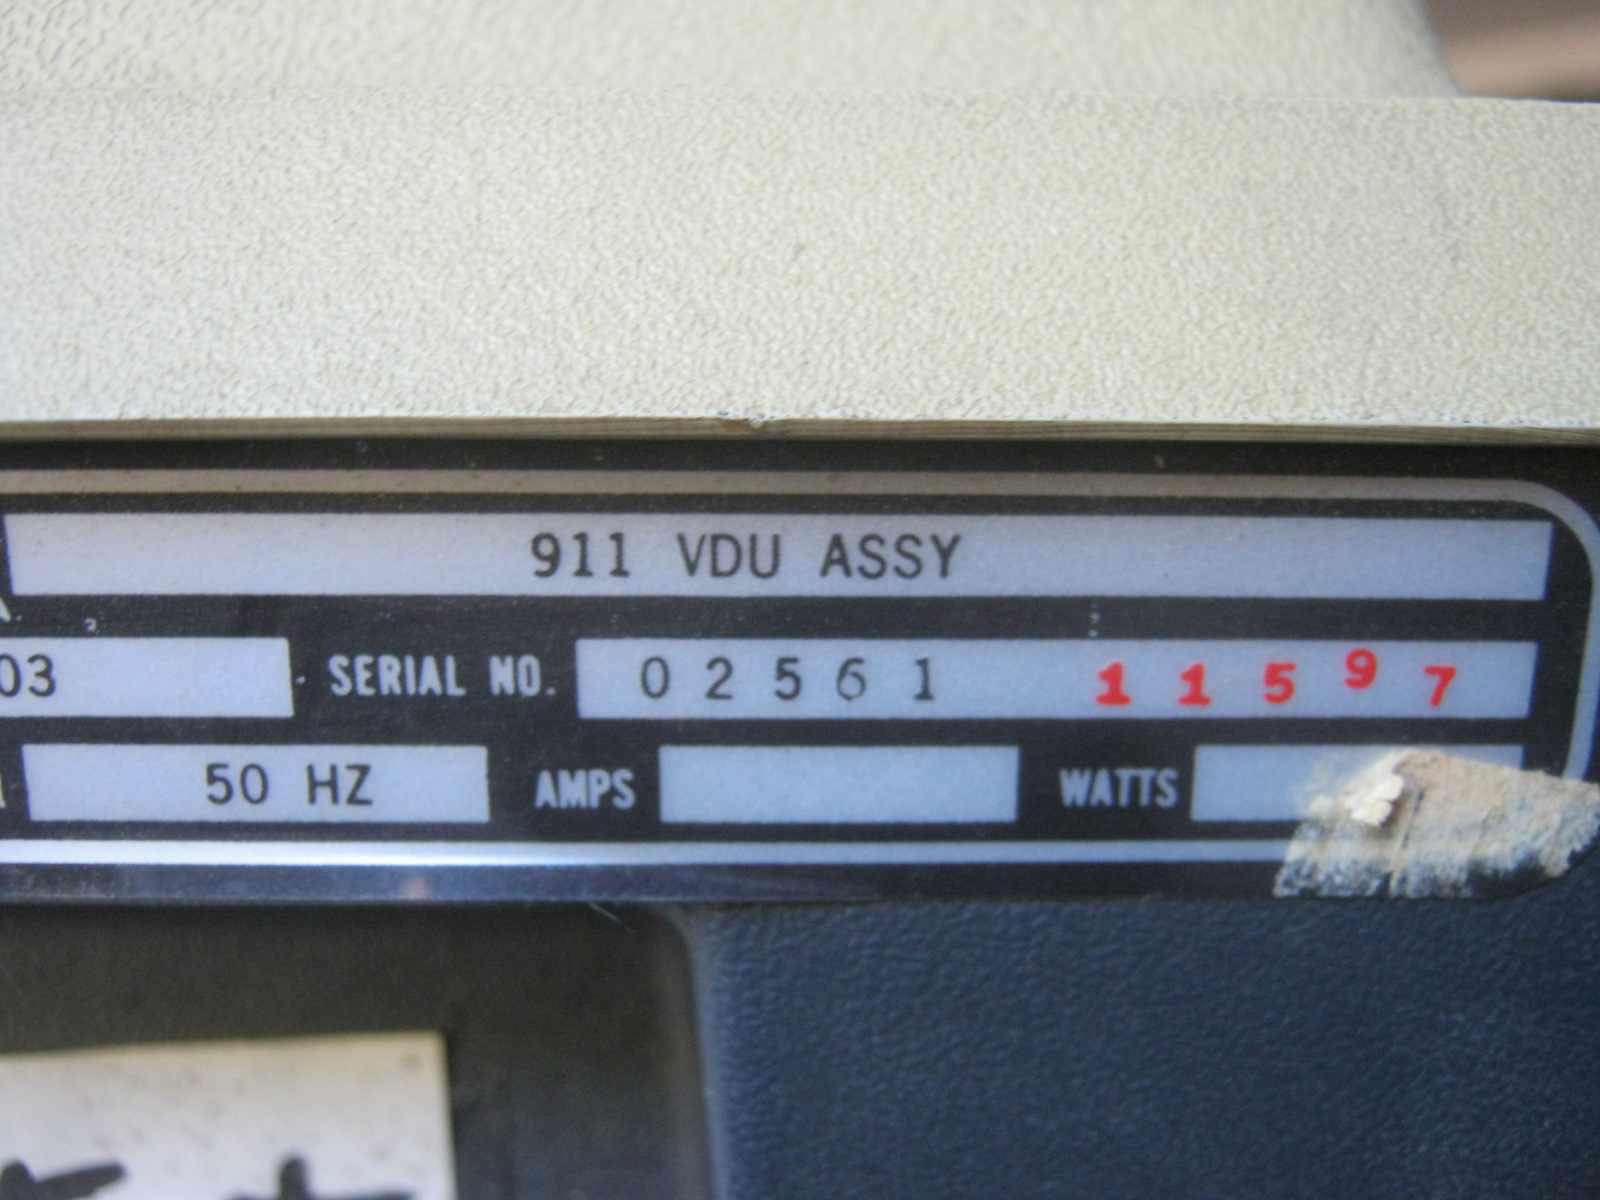 911 VDU ASSY
03 SERIAL NO. 02561 11597
50 HZ AMPS WATTS